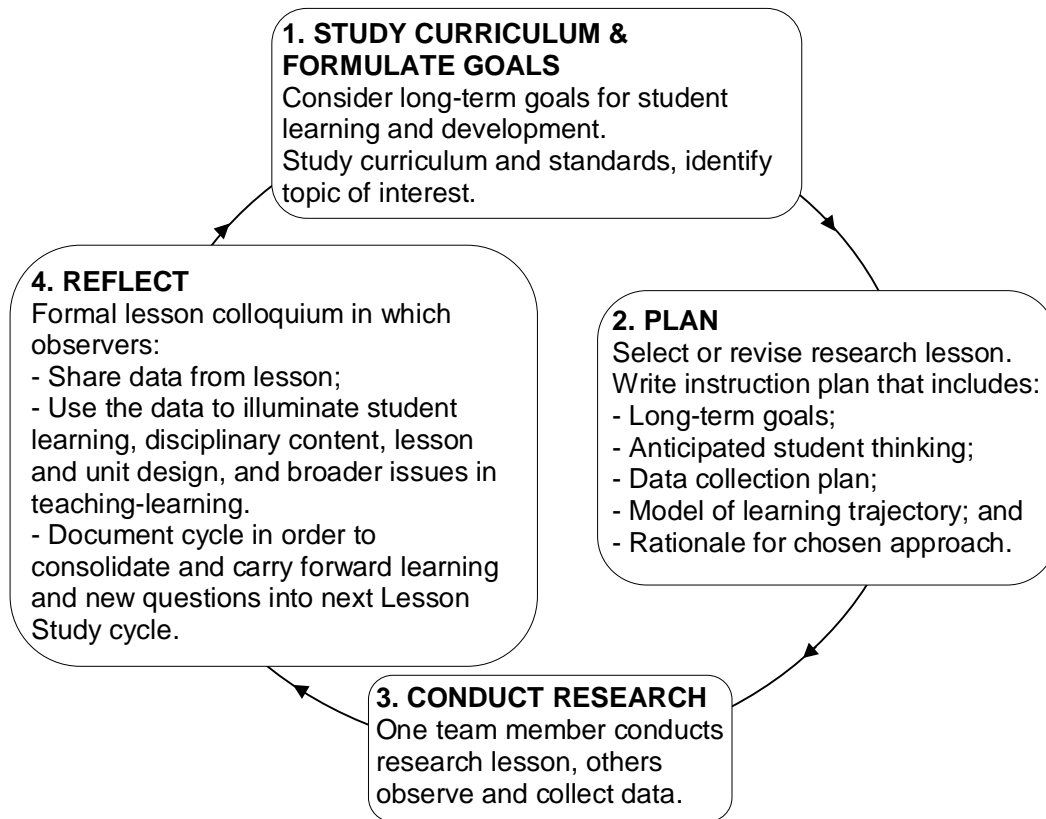 1. STUDY CURRICULUM &
FORMULATE GOALS
Consider long-term goals for student
learning and development.
Study curriculum and standards, identify
topic of interest.
2. PLAN
Select or revise research lesson.
Write instruction plan that includes:
- Long-term goals;
- Anticipated student thinking;
- Data collection plan;
- Model of learning trajectory; and
- Rationale for chosen approach.
3. CONDUCT RESEARCH
One team member conducts
research lesson, others
observe and collect data.
4. REFLECT
Formal lesson colloquium in which
observers:
- Share data from lesson;
- Use the data to illuminate student
learning, disciplinary content, lesson
and unit design, and broader issues in
teaching-learning.
- Document cycle in order to
consolidate and carry forward learning
and new questions into next Lesson
Study cycle.